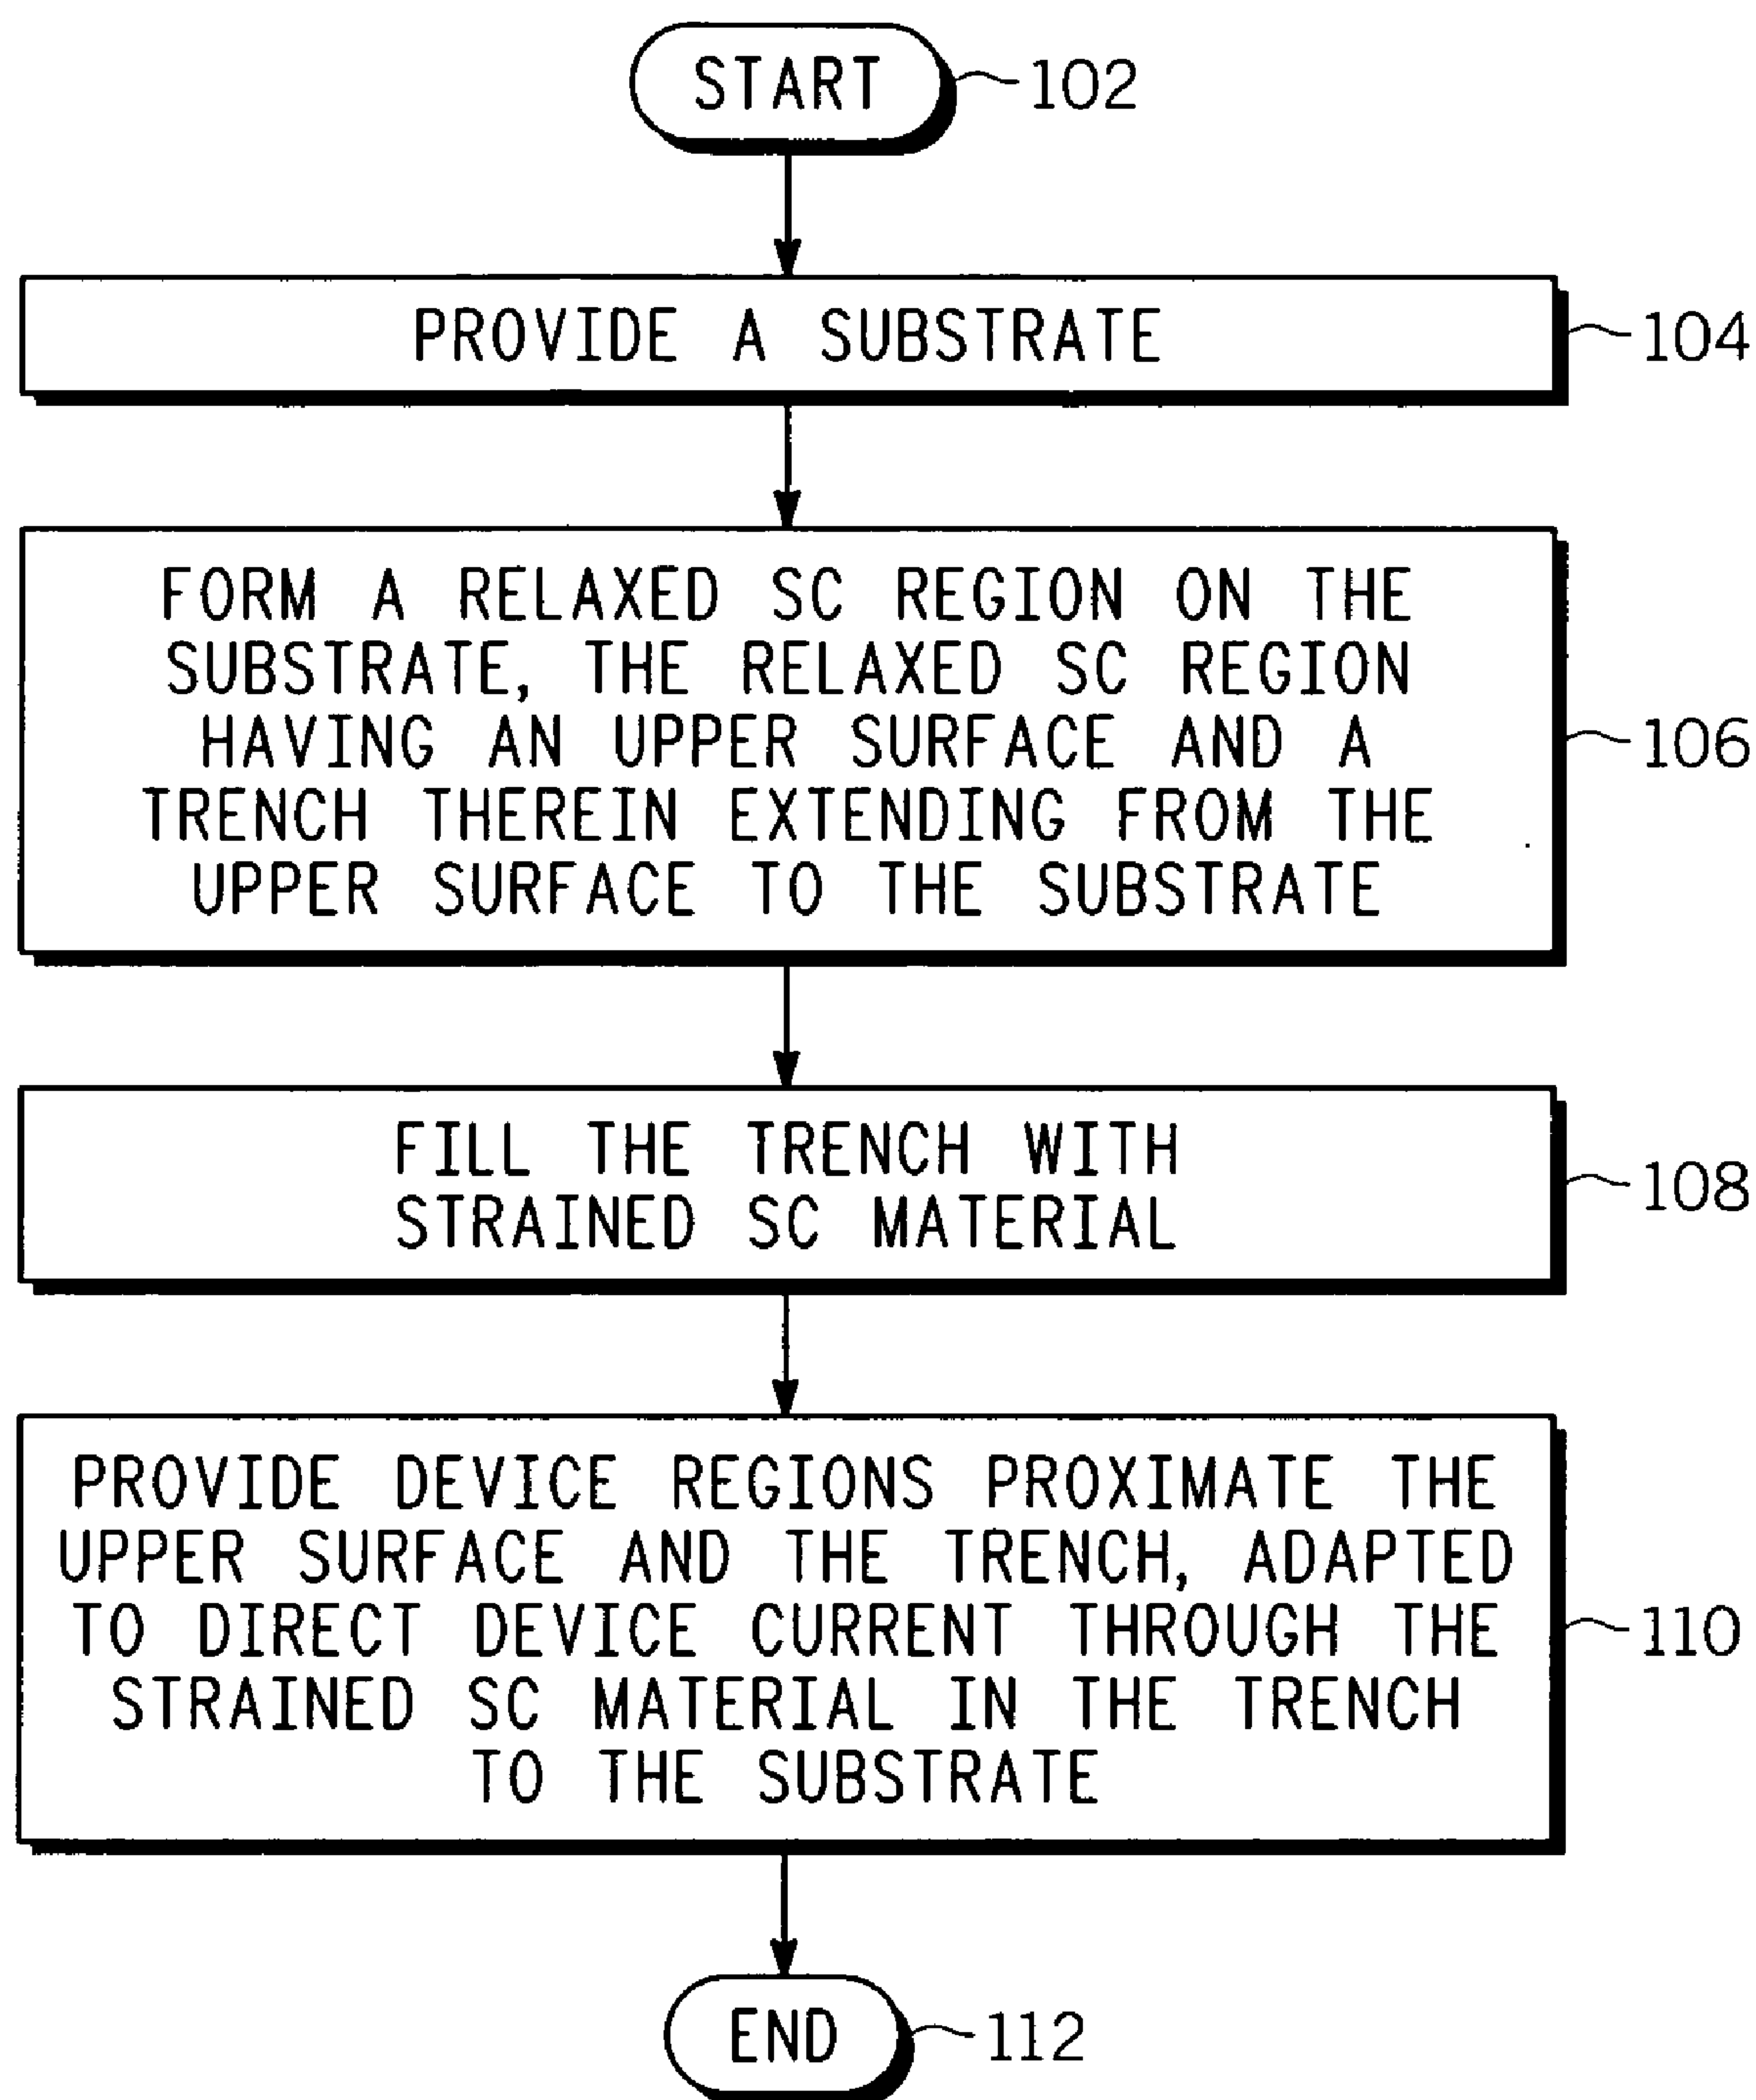 START
102
PROVIDE A SUBSTRATE
104
FORM A RELAXED SC REGION ON THE
SUBSTRATE, THE RELAXED SC REGION
HAVING AN UPPER SURFACE AND A
TRENCH THEREIN EXTENDING FROM THE
UPPER SURFACE TO THE SUBSTRATE
106
FILL THE TRENCH WITH
STRAINED SC MATERIAL
108
PROVIDE DEVICE REGIONS PROXIMATE THE
UPPER SURFACE AND THE TRENCH, ADAPTED
TO DIRECT DEVICE CURRENT THROUGH THE
STRAINED SC MATERIAL IN THE TRENCH
TO THE SUBSTRATE
110
END
112